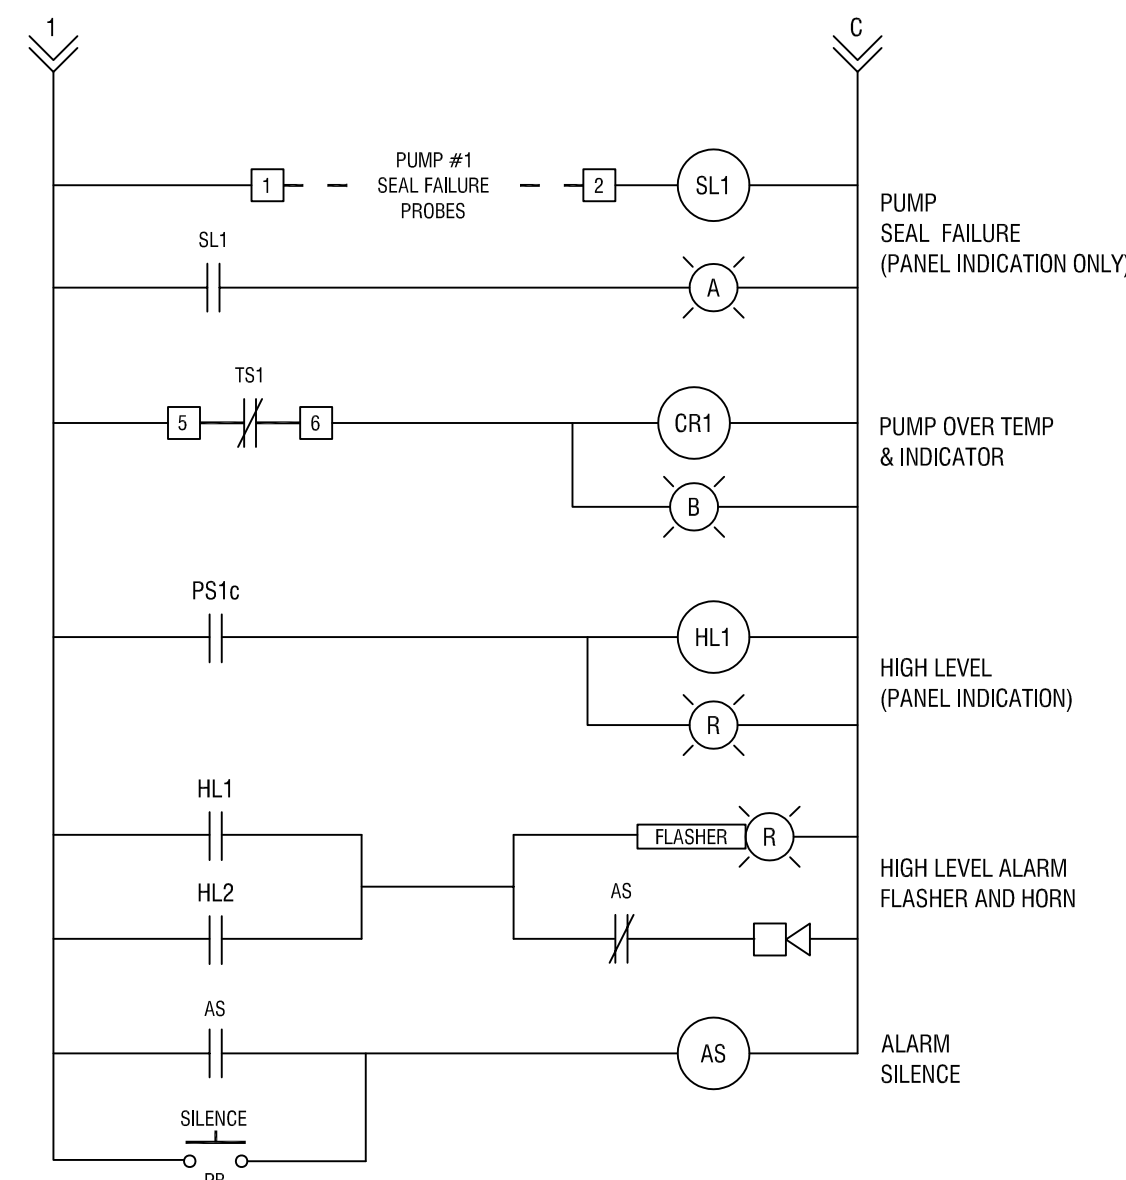 1
C
PUMP #1
SEAL FAILURE
PROBES
1
2
SL1
PUMP
SEAL FAILURE
(PANEL INDICATION ONLY)
SL1
A
TS1
5
6
CR1
PUMP OVER TEMP
& INDICATOR
B
PS1c
HL1
HIGH LEVEL
(PANEL INDICATION)
R
HL1
FLASHER
R
HIGH LEVEL ALARM
FLASHER AND HORN
HL2
AS
AS
AS
ALARM
SILENCE
SILENCE